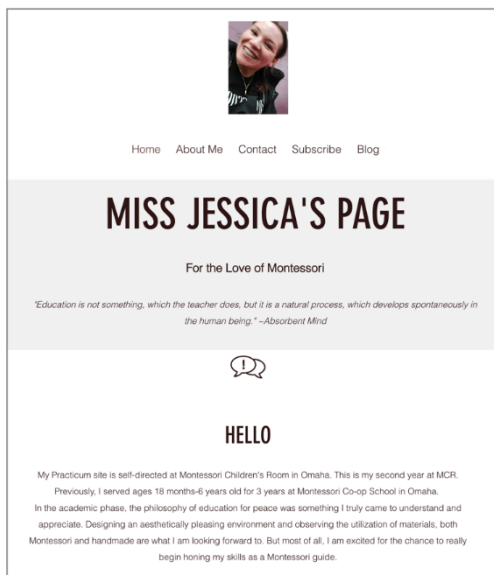 Home About Me Contact Subscribe Blog
MISS JESSICA'S PAGE
For the Love of Montessori
"Education is not something, which the teacher does, but it is a natural process, which develops spontaneously in
the human being." ~Absorbent Mind
HELLO
My Practicum site is self-directed at Montessori Children's Room in Omaha. This is my second year at MCR.
Previously, I served ages 18 months-6 years old for 3 years at Montessori Co-op School in Omaha.
In the academic phase, the philosophy of education for peace was something I truly came to understand and
appreciate. Designing an aesthetically pleasing environment and observing the utilization of materials, both
Montessori and handmade are what I am looking forward to. But most of all, I am excited for the chance to really
begin honing my skills as a Montessori guide.